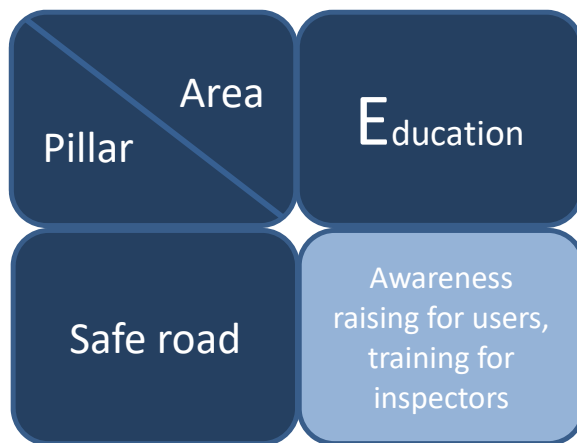 Area
Pillar
Education
Safe road
Awareness
raising for users,
training for
inspectors